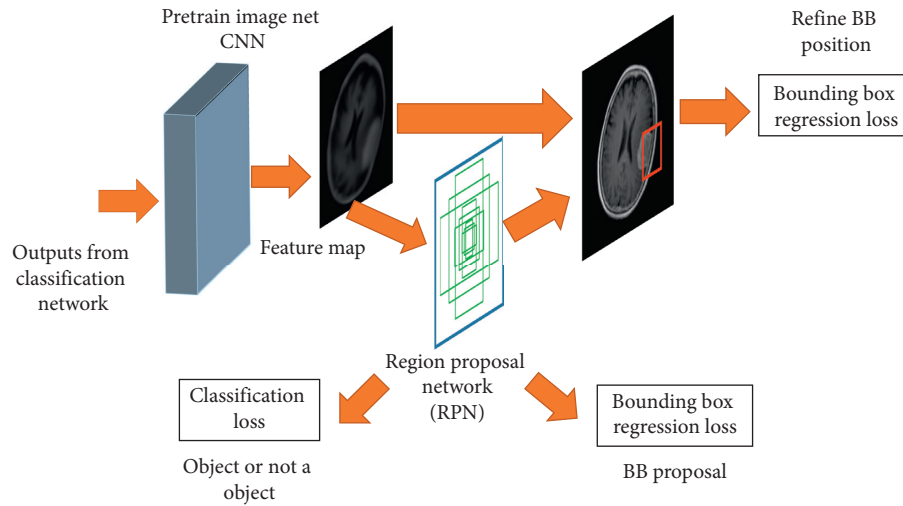 Pretrain image net
CNN
Refine BB
position
Bounding box
regression loss
Outputs from
classification
network
Feature map
Region proposal
network
(RPN)
Classification
loss
Object or not a
object
Bounding box
regression loss
BB proposal